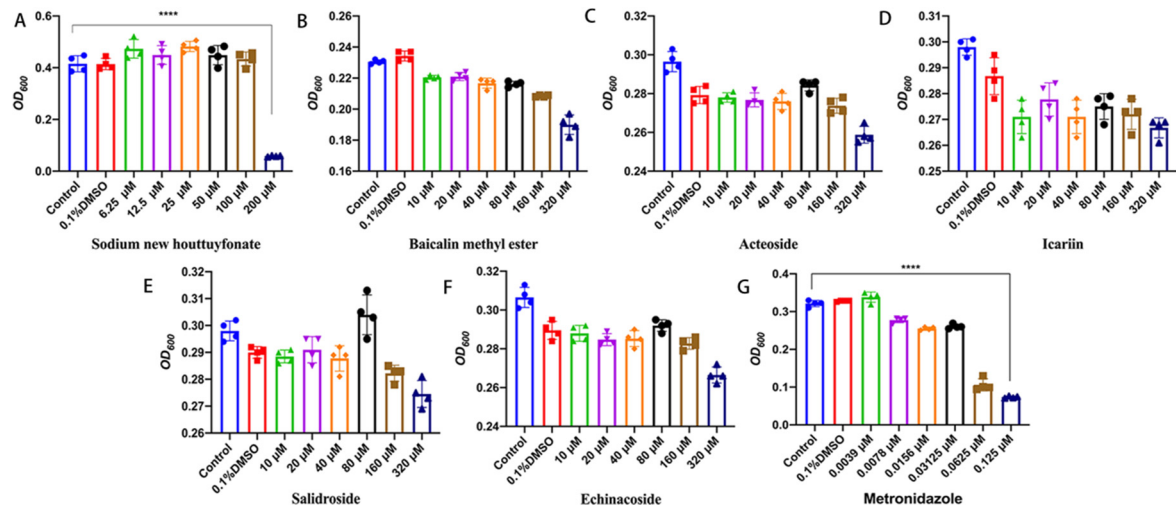 A
****
OD600
0.6
0.4
0.2
0.0
Control
0.1%DMSO
6.25 μM
12.5 μM
25 μM
50 μM
100 μM
200 μM
Sodium new houttuyfonate
B
OD600
0.26
0.24
0.22
0.20
0.18
0.16
Control
0.1%DMSO
10 μM
20 μM
40 μM
80 μM
160 μM
320 μM
Baicalin methyl ester
C
OD600
0.32
0.30
0.28
0.26
0.24
Control
0.1%DMSO
10 μM
20 μM
40 μM
80 μM
160 μM
320 μM
Acteoside
D
OD600
0.31
0.30
0.29
0.28
0.27
0.26
0.25
Control
0.1%DMSO
10 μM
20 μM
40 μM
80 μM
160 μM
320 μM
Icariin
E
OD600
0.32
0.31
0.30
0.29
0.28
0.27
0.26
Control
0.1%DMSO
10 μM
20 μM
40 μM
80 μM
160 μM
320 μM
Salidroside
F
OD600
0.32
0.30
0.28
0.26
0.24
Control
0.1%DMSO
10 μM
20 μM
40 μM
80 μM
160 μM
320 μM
Echinacoside
G
****
OD600
0.4
0.3
0.2
0.1
0.0
Control
0.1%DMSO
0.0039 μM
0.0078 μM
0.0156 μM
0.03125 μM
0.0625 μM
0.125 μM
Metronidazole